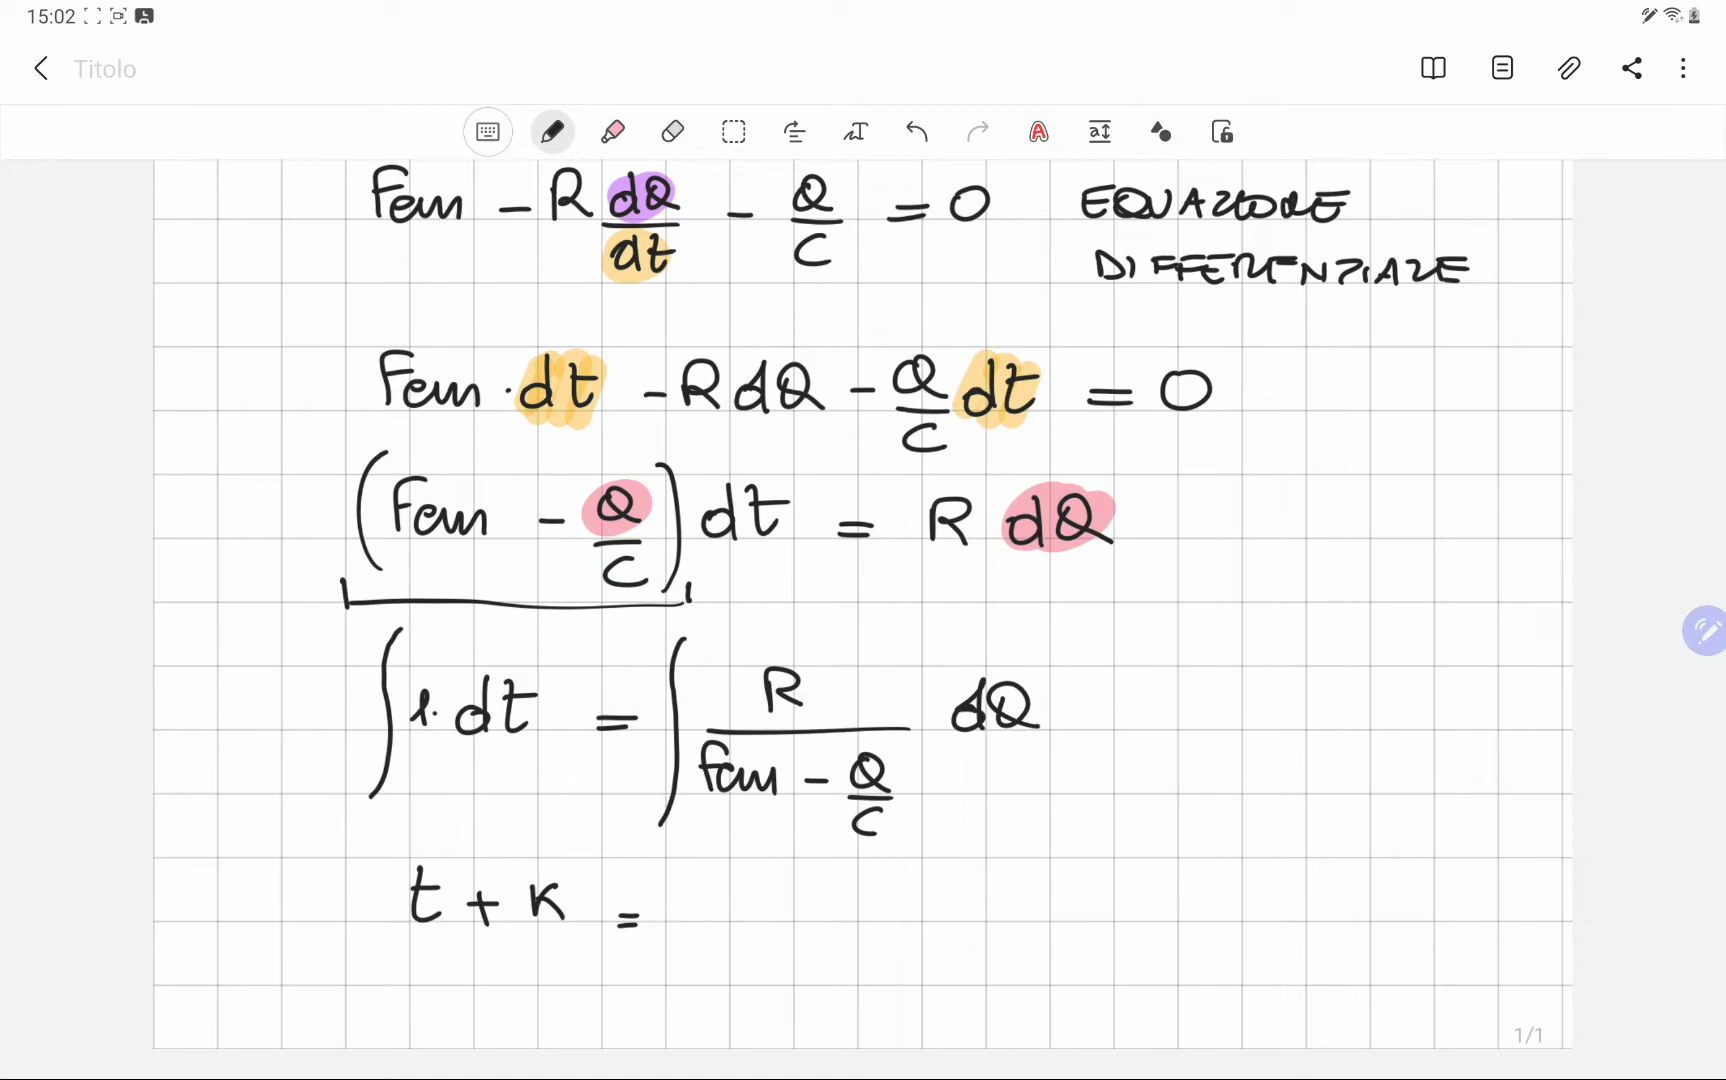 15:02
Titolo
Fem - R dQ/dt - Q/C = 0 EQUAZIONE
DIFFERENZIALE
Fem · dt - R dQ - Q/C dt = 0
(Fem - Q/C) dt = R dQ
∫ 1 · dt = ∫ R/(Fem - Q/C) dQ
t + K =
1/1